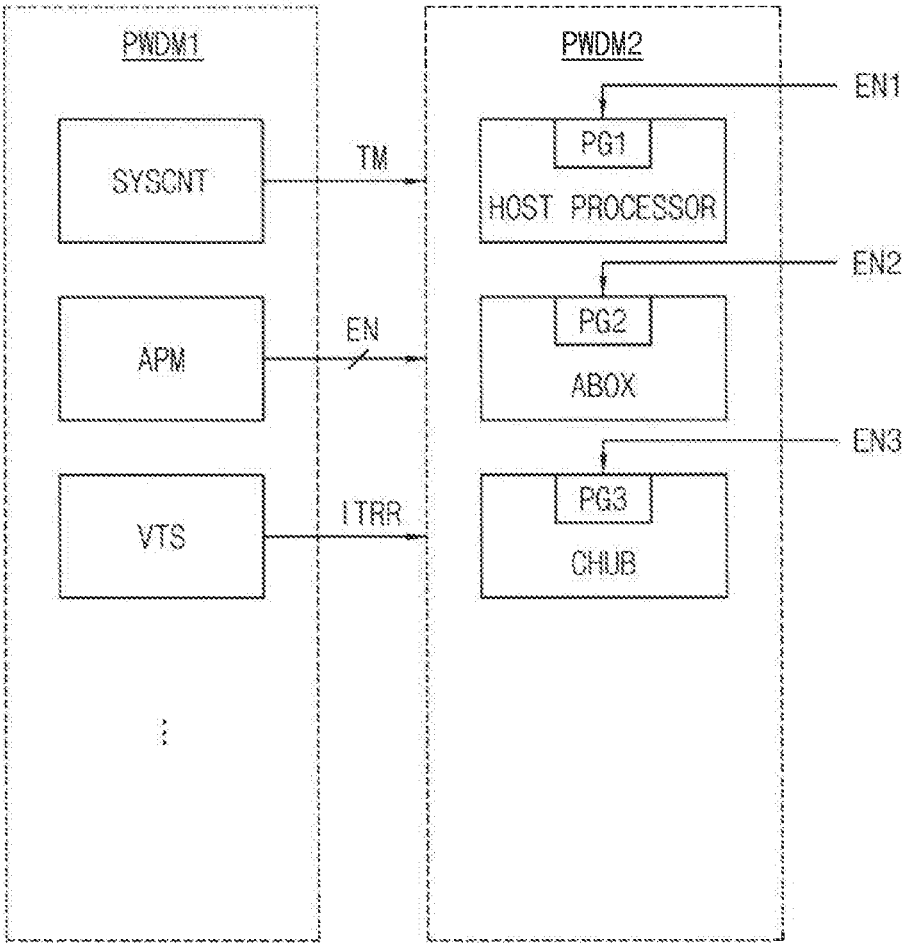 PWDM1
PWDM2
EN1
PG1
SYSCNT
TM
HOST PROCESSOR
EN2
PG2
EN
APM
ABOX
EN3
PG3
ITRR
VTS
CHUB